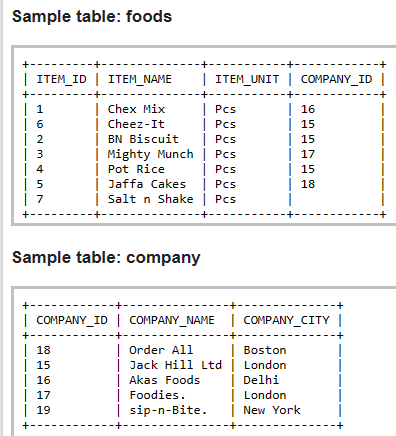 Sample table: foods
+---------+--------------+-----------+------------+
| ITEM_ID | ITEM_NAME    | ITEM_UNIT | COMPANY_ID |
+---------+--------------+-----------+------------+
| 1       | Chex Mix     | Pcs       | 16         |
| 6       | Cheez-It     | Pcs       | 15         |
| 2       | BN Biscuit   | Pcs       | 15         |
| 3       | Mighty Munch | Pcs       | 17         |
| 4       | Pot Rice     | Pcs       | 15         |
| 5       | Jaffa Cakes  | Pcs       | 18         |
| 7       | Salt n Shake | Pcs       |            |
+---------+--------------+-----------+------------+
Sample table: company
+------------+---------------+--------------+
| COMPANY_ID | COMPANY_NAME  | COMPANY_CITY |
+------------+---------------+--------------+
| 18         | Order All     | Boston       |
| 15         | Jack Hill Ltd | London       |
| 16         | Akas Foods    | Delhi        |
| 17         | Foodies.      | London       |
| 19         | sip-n-Bite.   | New York     |
+------------+---------------+--------------+